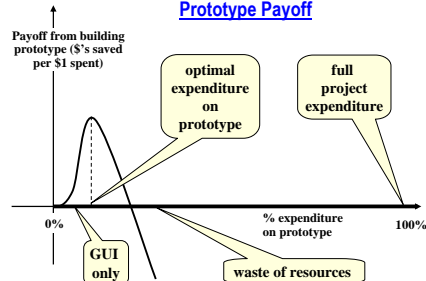 Prototype Payoff
Payoff from building
prototype ($'s saved
per $1 spent)
optimal
expenditure
on
prototype
full
project
expenditure
0%
% expenditure
on prototype
100%
GUI
only
waste of resources